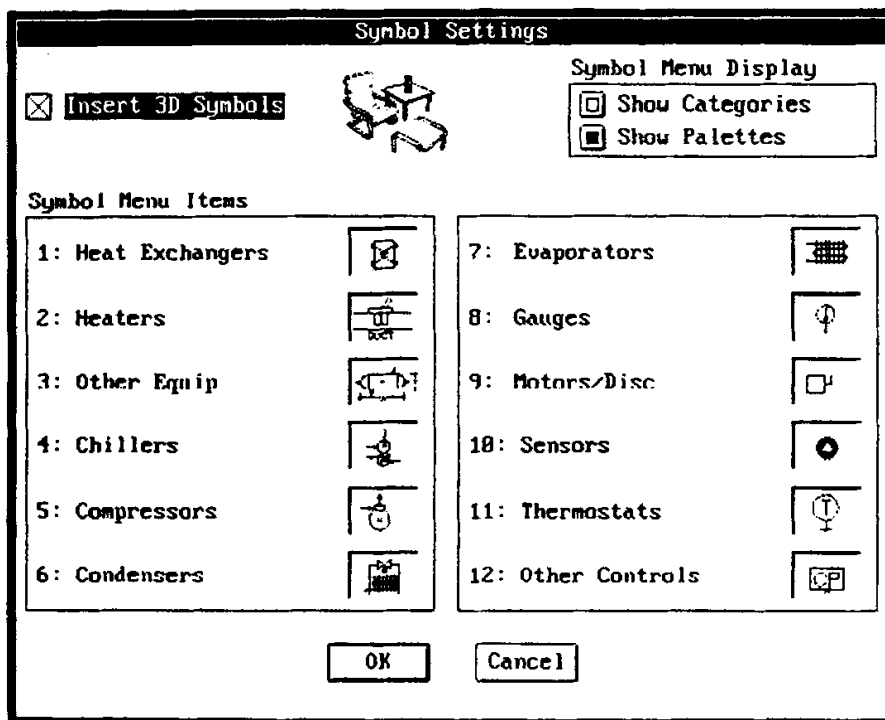 Symbol Settings
Insert 3D Symbols
Symbol Menu Display
Show Categories
Show Palettes
Symbol Menu Items
1: Heat Exchangers
2: Heaters
DUCT
3: Other Equip
4: Chillers
5: Compressors
6: Condensers
7: Evaporators
8: Gauges
9: Motors/Disc
10: Sensors
11: Thermostats
T
12: Other Controls
CP
OK
Cancel